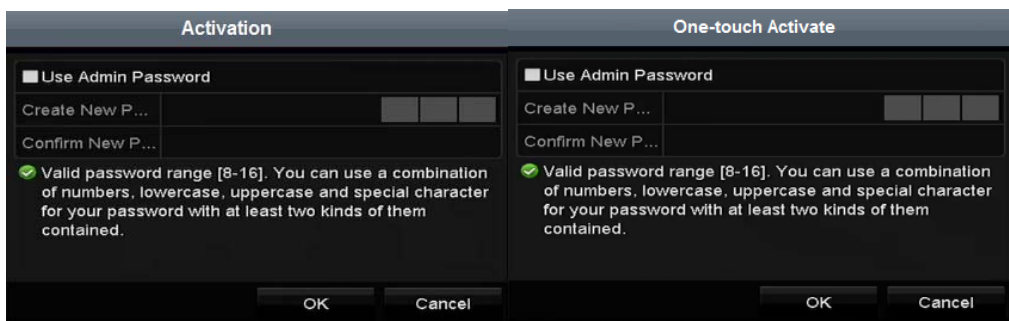 Activation
Use Admin Password
Create New P...
Confirm New P...
Valid password range [8-16]. You can use a combination
of numbers, lowercase, uppercase and special character
for your password with at least two kinds of them
contained.
OK
Cancel
One-touch Activate
Use Admin Password
Create New P...
Confirm New P...
Valid password range [8-16]. You can use a combination
of numbers, lowercase, uppercase and special character
for your password with at least two kinds of them
contained.
OK
Cancel